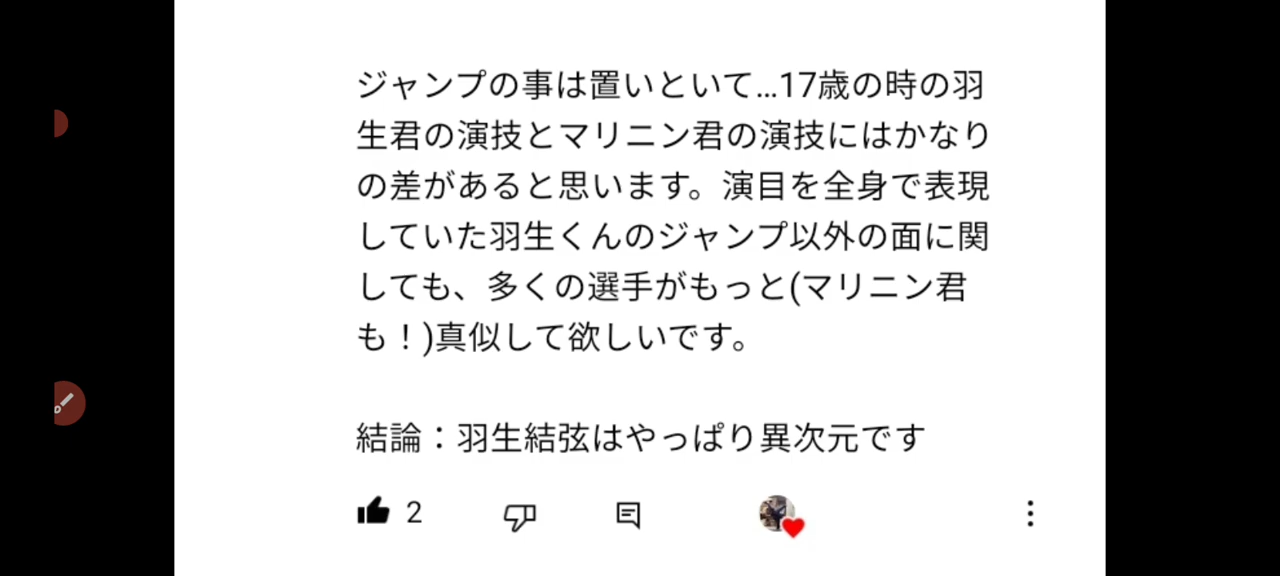 ジャンプの事は置いといて…17歳の時の羽
生君の演技とマリニン君の演技にはかなり
の差があると思います。演目を全身で表現
していた羽生くんのジャンプ以外の面に関
しても、多くの選手がもっと(マリニン君
も！)真似して欲しいです。
結論：羽生結弦はやっぱり異次元です
2